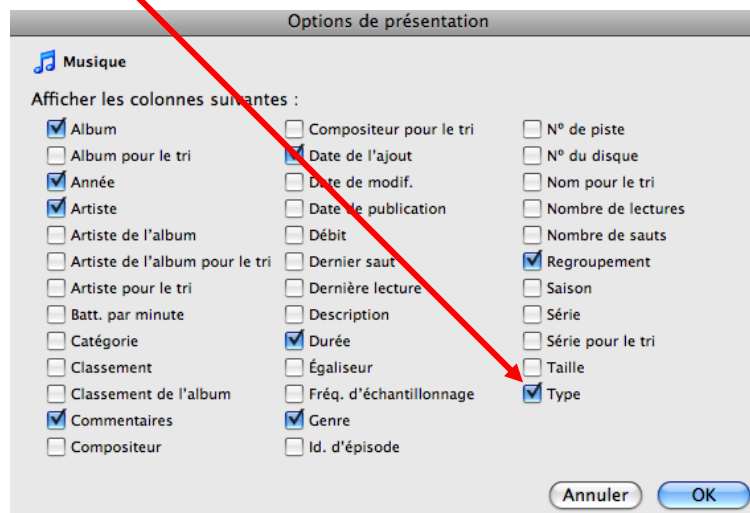 Options de présentation
Musique
Afficher les colonnes suivantes :
Album
Album pour le tri
Année
Artiste
Artiste de l'album
Artiste de l'album pour le tri
Artiste pour le tri
Batt. par minute
Catégorie
Classement
Classement de l'album
Commentaires
Compositeur
Compositeur pour le tri
Date de l'ajout
Date de modif.
Date de publication
Débit
Dernier saut
Dernière lecture
Description
Durée
Égaliseur
Fréq. d'échantillonnage
Genre
Id. d'épisode
N° de piste
N° du disque
Nom pour le tri
Nombre de lectures
Nombre de sauts
Regroupement
Saison
Série
Série pour le tri
Taille
Type
Annuler
OK